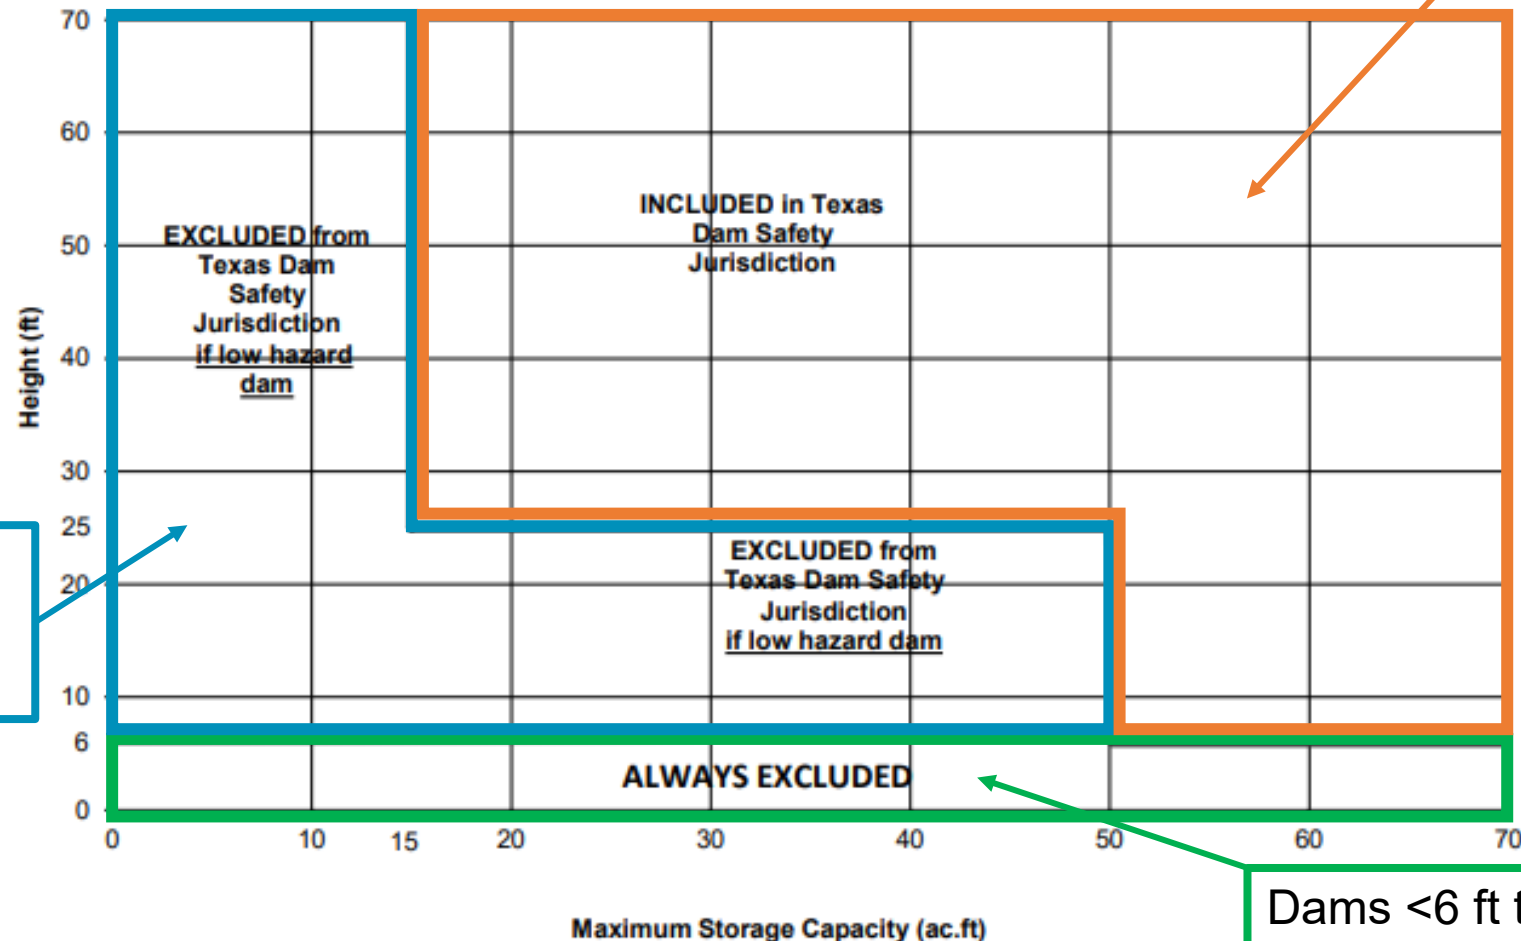 70
60
50
40
30
25
20
10
6
0
Height (ft)
EXCLUDED from
Texas Dam
Safety
Jurisdiction
if low hazard
dam
INCLUDED in Texas
Dam Safety
Jurisdiction
EXCLUDED from
Texas Dam Safety
Jurisdiction
if low hazard dam
ALWAYS EXCLUDED
0 10 15 20 30 40 50 60 70
Maximum Storage Capacity (ac.ft)
Dams <6 ft